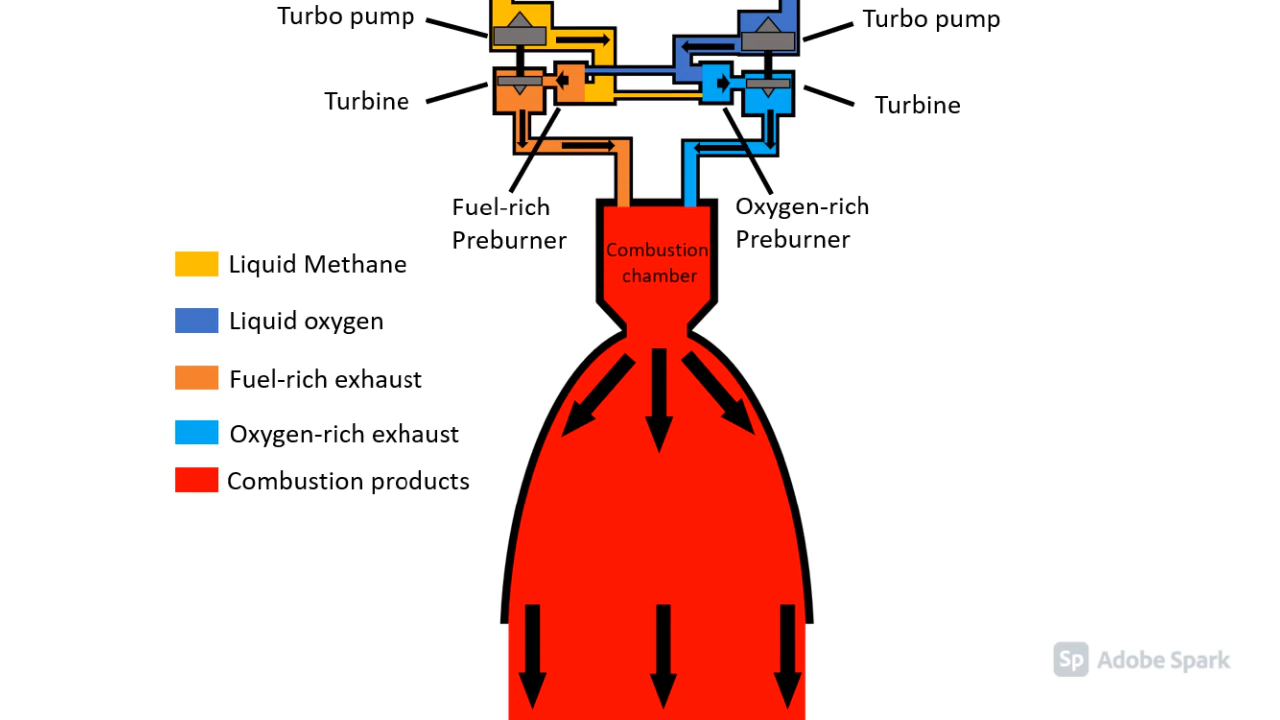 Turbo pump
Turbo pump
Turbine
Turbine
Fuel-rich
Preburner
Oxygen-rich
Preburner
Combustion
chamber
Liquid Methane
Liquid oxygen
Fuel-rich exhaust
Oxygen-rich exhaust
Combustion products
Sp Adobe Spark